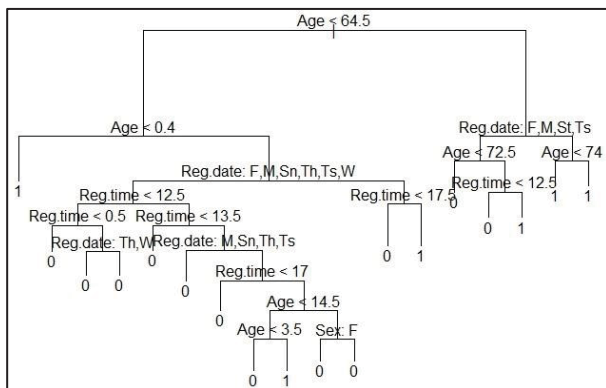 Age < 64.5
Age < 0.4
Reg.date: F,M,St,Ts
Age < 72.5
Age < 74
1
Reg.date: F,M,Sn,Th,Ts,W
0
Reg.time < 12.5
1
1
Reg.time < 12.5
Reg.time < 17.5
0
1
Reg.time < 0.5
Reg.time < 13.5
0
1
0
Reg.date: Th,W
0
Reg.date: M,Sn,Th,Ts
0
0
0
Reg.time < 17
0
Age < 14.5
Age < 3.5
Sex: F
0
1
0
0